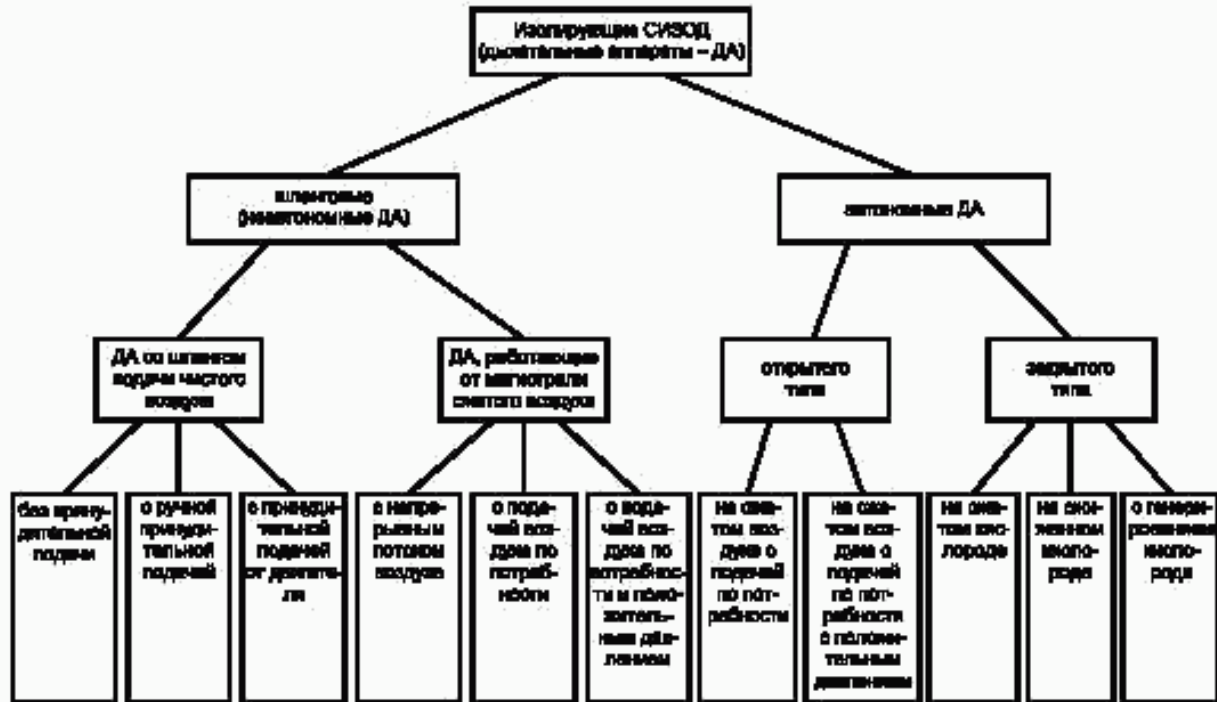 Изолирующие СИЗОД
(дыхательные аппараты – ДА)
шланговые
(неавтономные ДА)
автономные ДА
ДА со шлангом
подачи чистого
воздуха
ДА, работающие
от магистрали
сжатого воздуха
открытого
типа
закрытого
типа
без прину-
дительной
подачи
с ручной
принуди-
тельной
подачей
с принуди-
тельной
подачей
от двигате-
ля
с непре-
рывным
потоком
воздуха
с пода-
чей воз-
духа по
потреб-
ности
с пода-
чей воз-
духа по
потребнос-
ти и поло-
житель-
ным дав-
лением
на сжа-
том воз-
духе с
подачей
по пот-
ребности
на сжа-
том воз-
духе с
подачей
по пот-
ребности
с положи-
тельным
давлением
на сжа-
том кис-
лороде
на сжи-
женном
кисло-
роде
с генери-
рованием
кисло-
рода